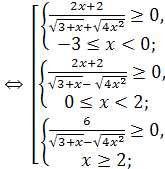 ⇔ [ { (2x+2)/(√(3+x)+√(4x²)) ≥ 0,
−3 ≤ x < 0;
{ (2x+2)/(√(3+x)−√(4x²)) ≥ 0,
0 ≤ x < 2;
{ 6/(√(3+x)−√(4x²)) ≥ 0,
x ≥ 2;